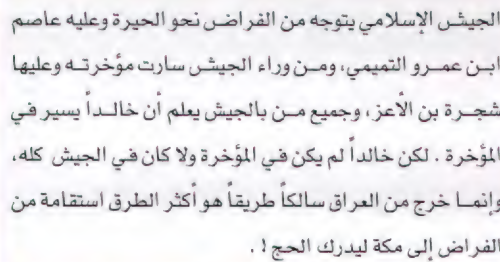 الجيش الإسلامي يتوجه من الفراض نحو الحيرة وعليه عاصم
ابن عمرو التميمي، ومن وراء الجيش سارت مؤخرته وعليها
شجرة بن الأعز، وجميع من بالجيش يعلم أن خالداً يسير في
المؤخرة . لكن خالداً لم يكن في المؤخرة ولا كان في الجيش كله،
وإنما خرج من العراق سالكاً طريقاً هو أكثر الطرق استقامة من
الفراض إلى مكة ليدرك الحج ! .